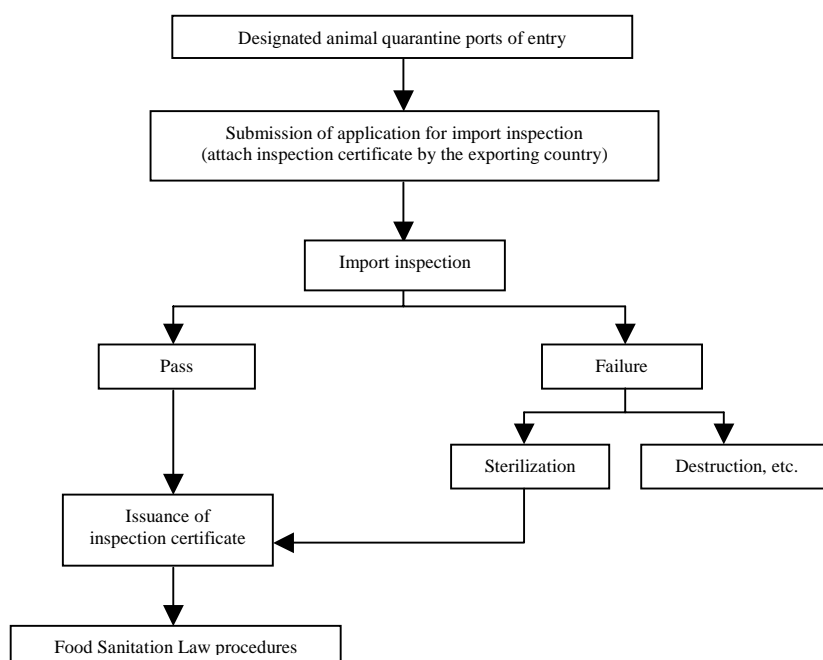 Designated animal quarantine ports of entry
Submission of application for import inspection
(attach inspection certificate by the exporting country)
Import inspection
Pass
Failure
Sterilization
Destruction, etc.
Issuance of
inspection certificate
Food Sanitation Law procedures